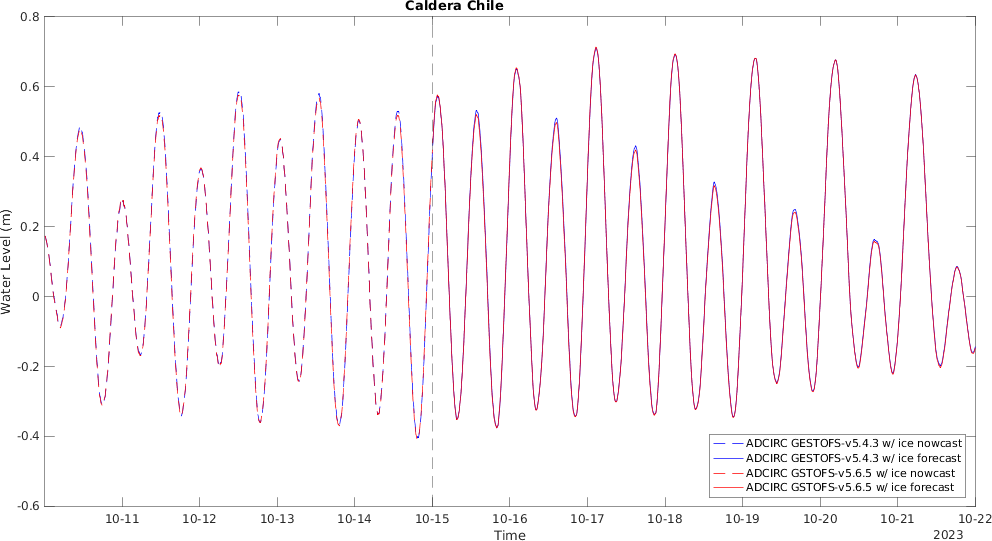 Caldera Chile
0.8
0.6
0.4
0.2
0
-0.2
-0.4
-0.6
Water Level (m)
ADCIRC GESTOFS-v5.4.3 w/ ice nowcast
ADCIRC GESTOFS-v5.4.3 w/ ice forecast
ADCIRC GSTOFS-v5.6.5 w/ ice nowcast
ADCIRC GSTOFS-v5.6.5 w/ ice forecast
10-11 10-12 10-13 10-14 10-15 10-16 10-17 10-18 10-19 10-20 10-21 10-22
Time
2023